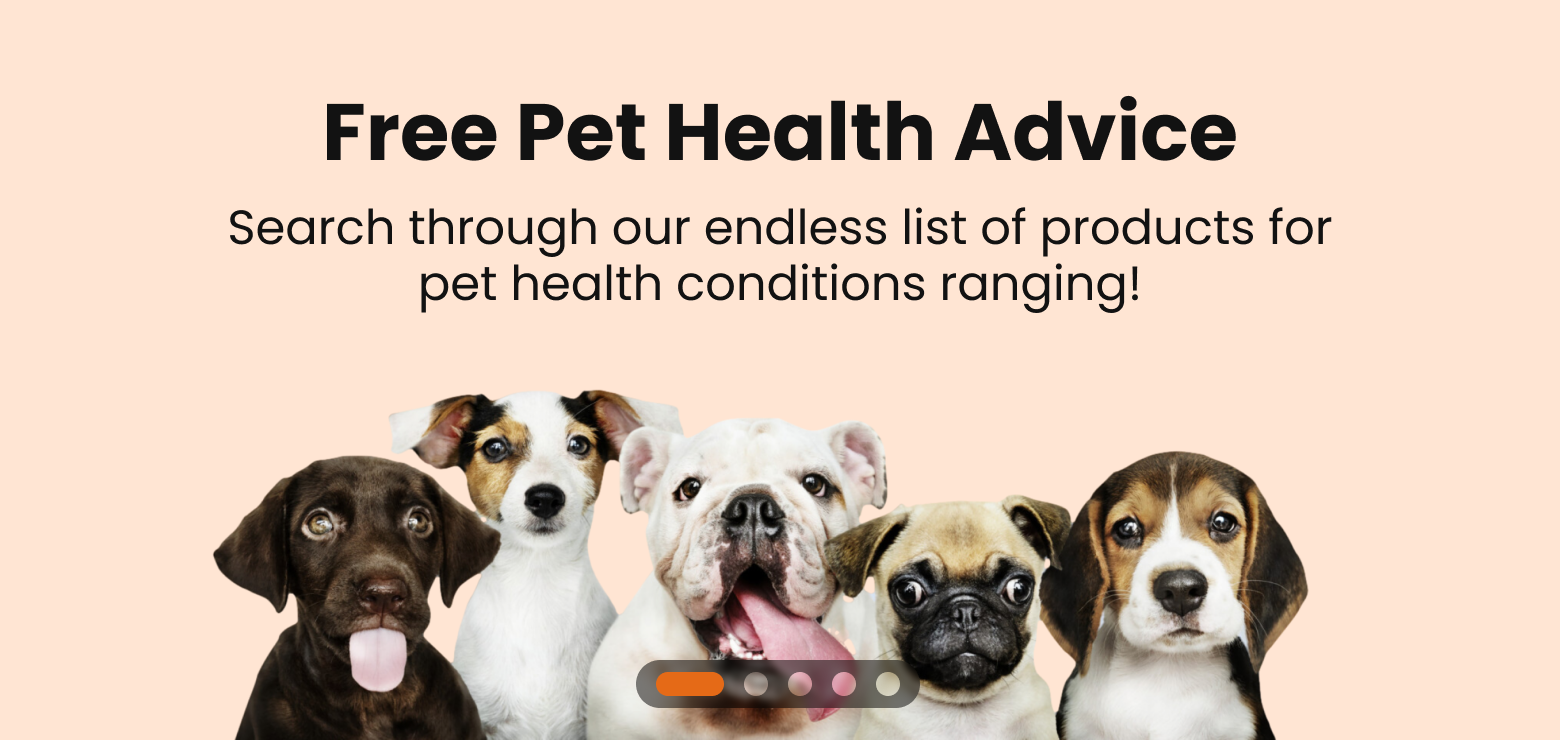 Free Pet Health Advice
Search through our endless list of products for
pet health conditions ranging!